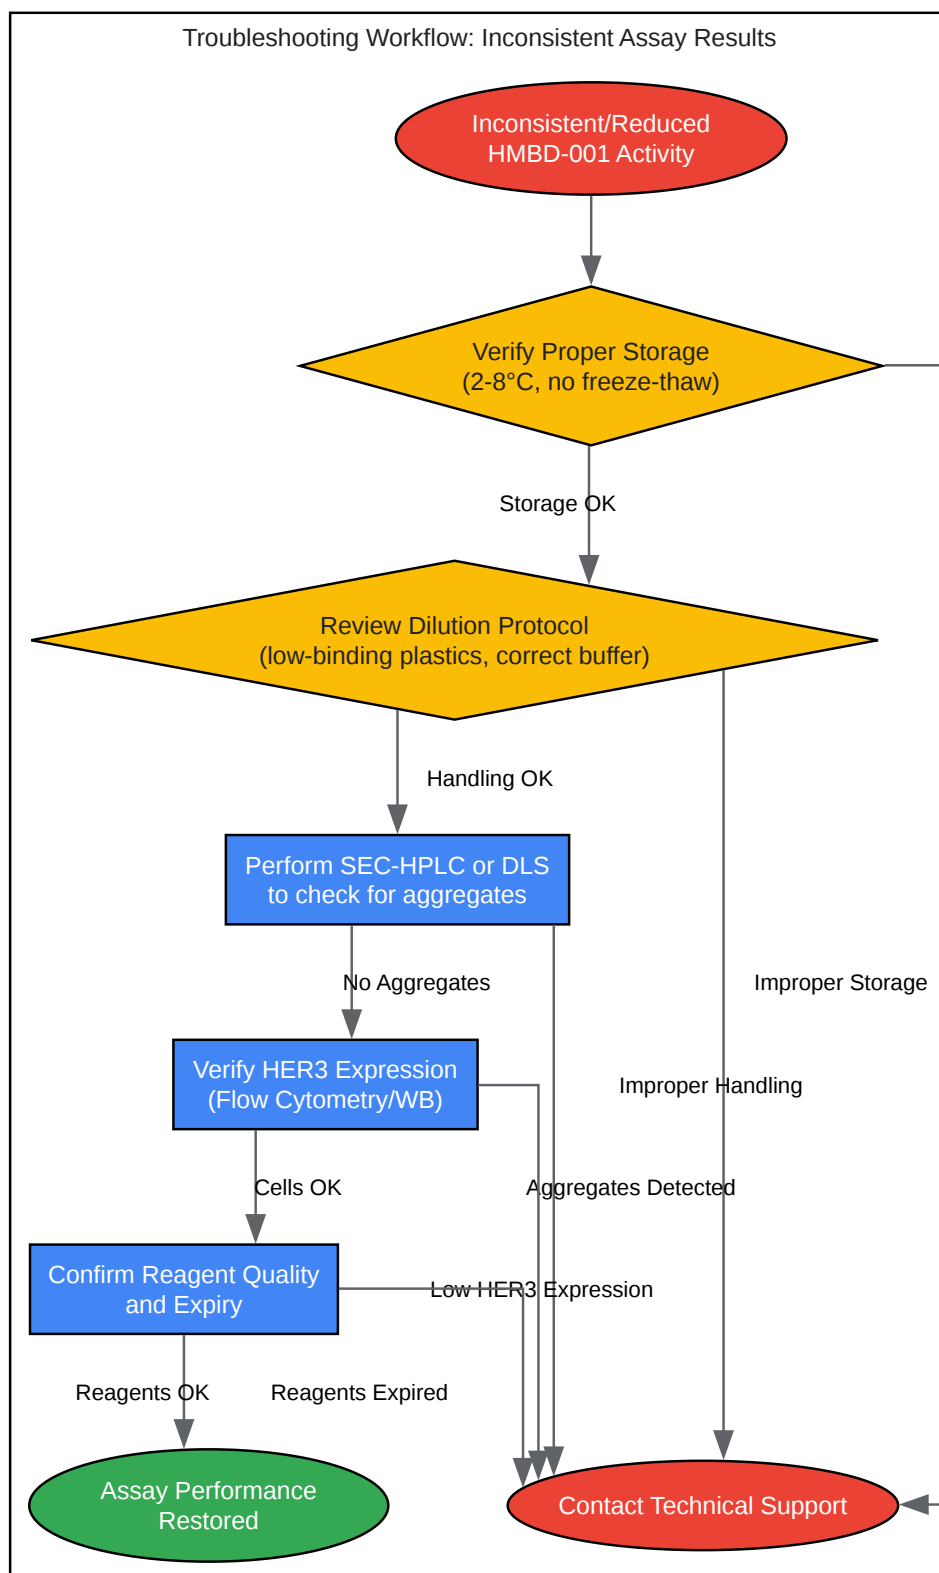 Troubleshooting Workflow: Inconsistent Assay Results
Inconsistent/Reduced
HMBD-001 Activity
Verify Proper Storage
(2-8°C, no freeze-thaw)
Storage OK
Review Dilution Protocol
(low-binding plastics, correct buffer)
Handling OK
Perform SEC-HPLC or DLS
to check for aggregates
No Aggregates
Improper Storage
Verify HER3 Expression
(Flow Cytometry/WB)
Improper Handling
Cells OK
Aggregates Detected
Confirm Reagent Quality
and Expiry
Low HER3 Expression
Reagents OK
Reagents Expired
Assay Performance
Restored
Contact Technical Support